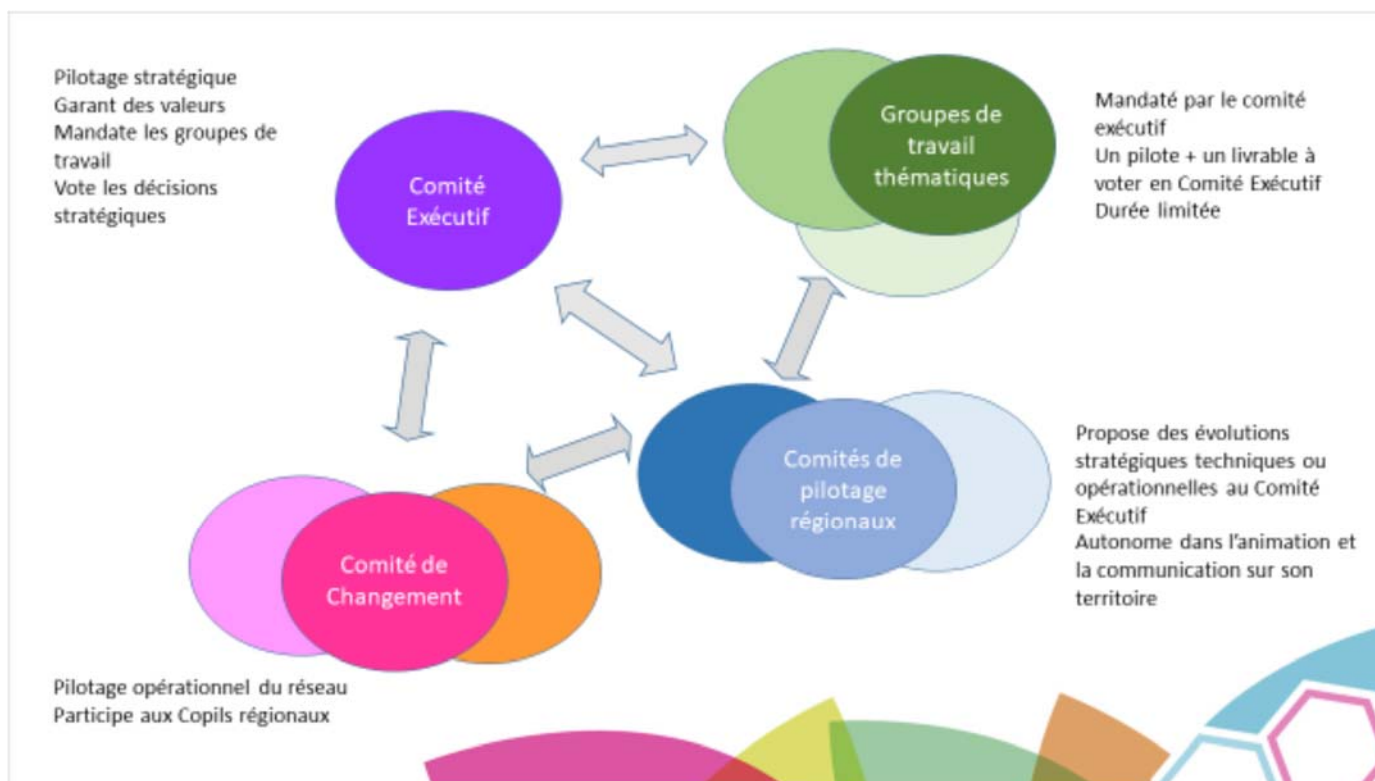 Pilotage stratégique
Garant des valeurs
Mandate les groupes de
travail
Vote les décisions
stratégiques
Comité
Exécutif
Groupes de
travail
thématiques
Mandaté par le comité
exécutif
Un pilote + un livrable à
voter en Comité Exécutif
Durée limitée
Comités de
pilotage
régionaux
Propose des évolutions
stratégiques techniques ou
opérationnelles au Comité
Exécutif
Autonome dans l'animation et
la communication sur son
territoire
Comité de
Changement
Pilotage opérationnel du réseau
Participe aux Copils régionaux